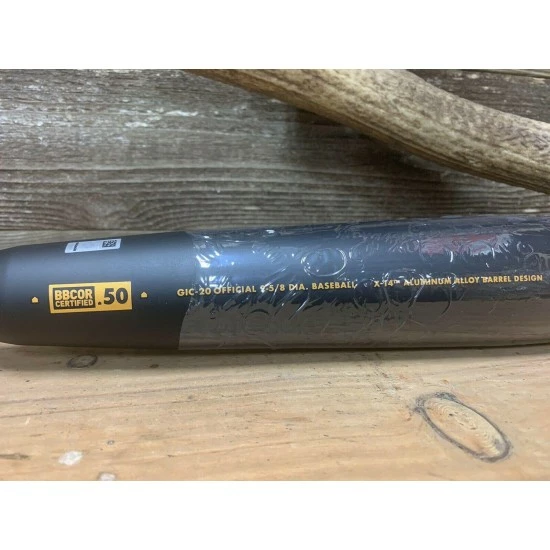 BBCOR
CERTIFIED .50
GIC-20 OFFICIAL 2-5/8 DIA. BASEBALL X-14™ ALUMINUM ALLOY BARREL DESIGN